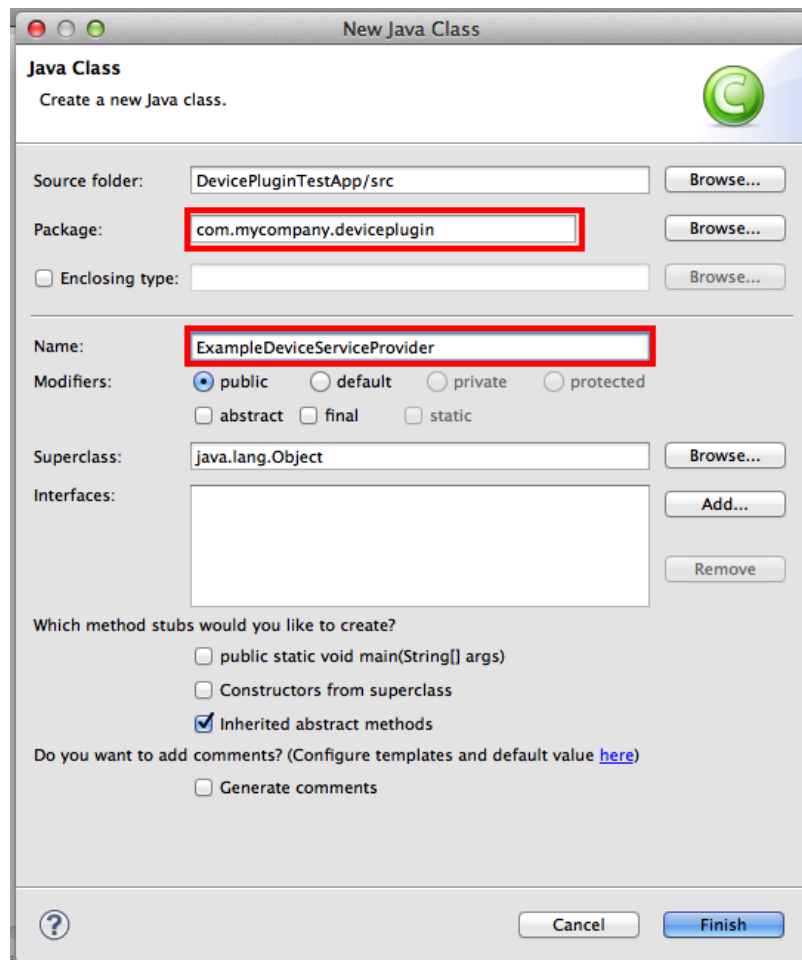 New Java Class
Java Class
Create a new Java class.
C
Source folder: DevicePluginTestApp/src Browse...
Package: com.mycompany.deviceplugin Browse...
Enclosing type: Browse...
Name: ExampleDeviceServiceProvider
Modifiers: public default private protected
abstract final static
Superclass: java.lang.Object Browse...
Interfaces: Add...
Remove
Which method stubs would you like to create?
public static void main(String[] args)
Constructors from superclass
Inherited abstract methods
Do you want to add comments? (Configure templates and default value here)
Generate comments
? Cancel Finish